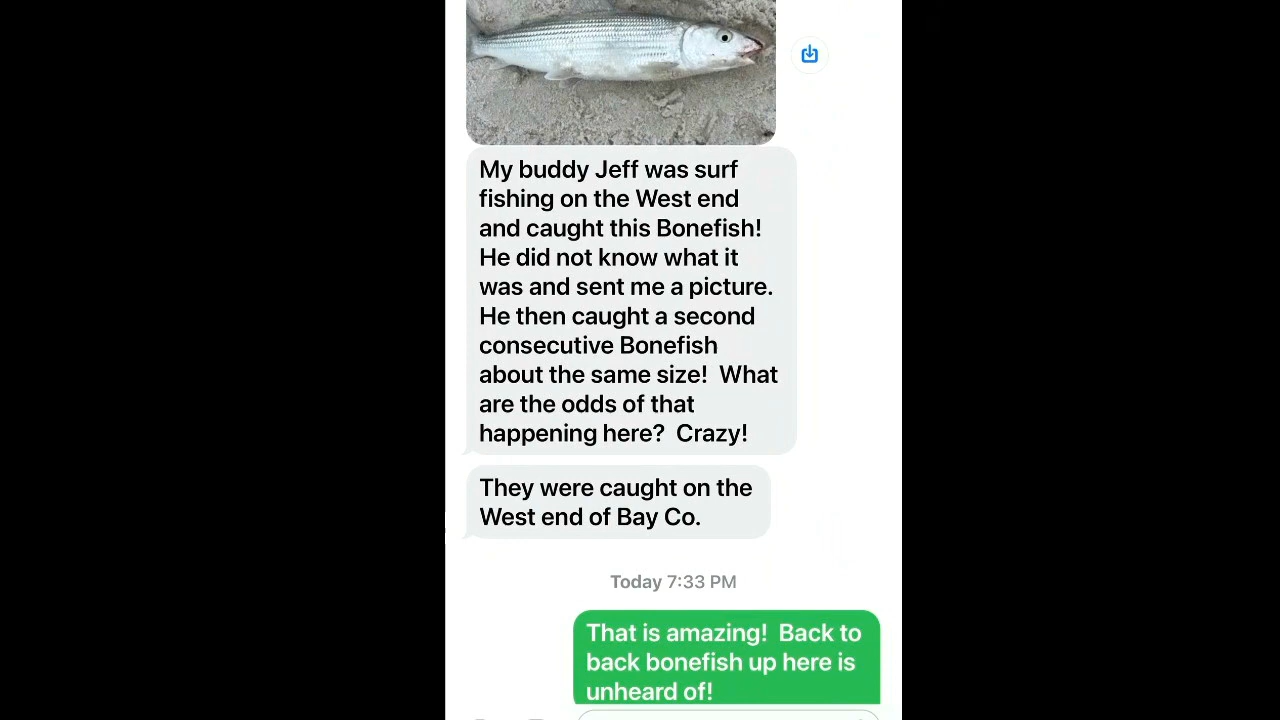 My buddy Jeff was surf
fishing on the West end
and caught this Bonefish!
He did not know what it
was and sent me a picture.
He then caught a second
consecutive Bonefish
about the same size!  What
are the odds of that
happening here?  Crazy!
They were caught on the
West end of Bay Co.
Today 7:33 PM
That is amazing!  Back to
back bonefish up here is
unheard of!